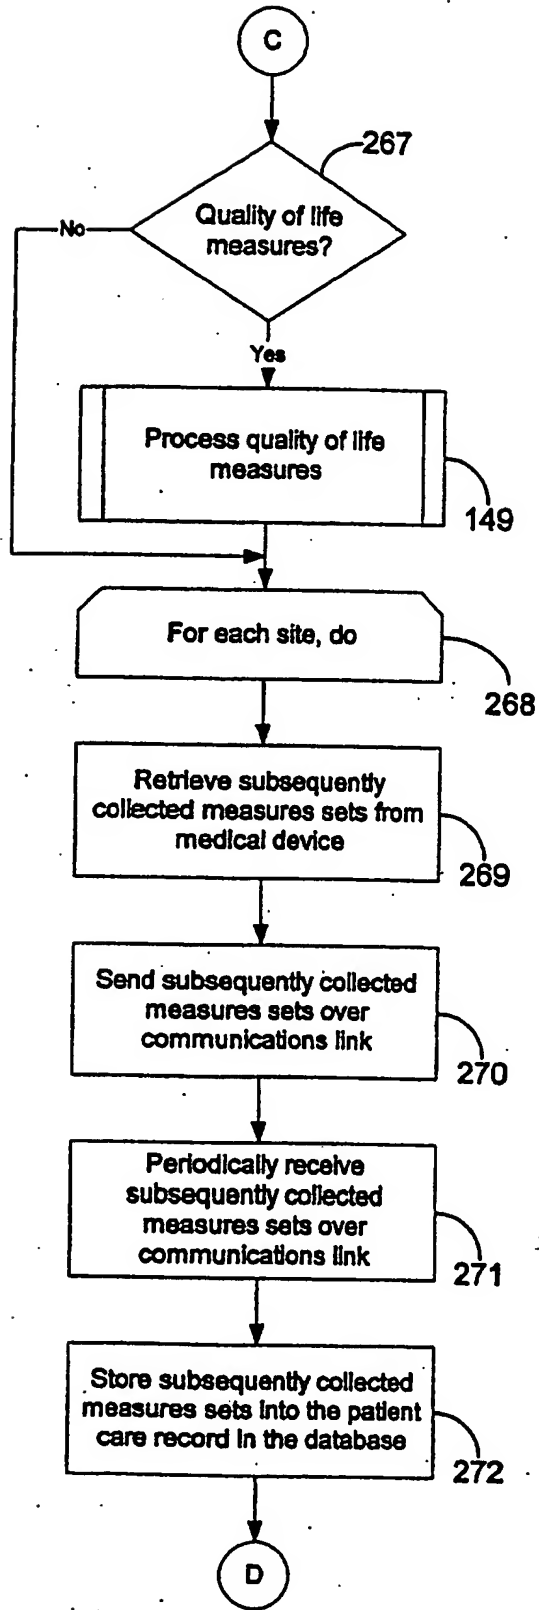 C
267
Quality of life
measures?
No
Yes
Process quality of life
measures
149
For each site, do
268
Retrieve subsequently
collected measures sets from
medical device
269
Send subsequently collected
measures sets over
communications link
270
Periodically receive
subsequently collected
measures sets over
communications link
271
Store subsequently collected
measures sets into the patient
care record in the database
272
D